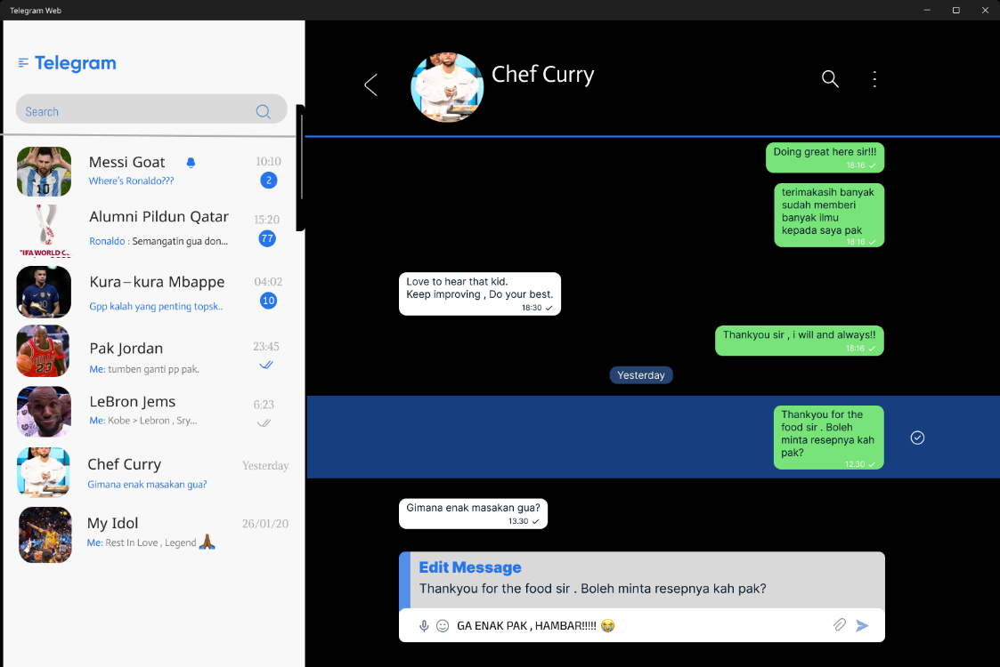 Telegram Web
Telegram
Search
Messi Goat
10:10
Where's Ronaldo???
2
Alumni Pildun Qatar
15:20
Ronaldo : Semangatin gua don...
77
FIFA WORLD C
Kura-kura Mbappe
04:02
Gpp kalah yang penting topsk..
10
Pak Jordan
23:45
Me: tumben ganti pp pak.
LeBron Jems
6:23
Me: Kobe > Lebron , Sry...
Chef Curry
Yesterday
Gimana enak masakan gua?
My Idol
26/01/20
Me: Rest In Love , Legend 🙏🏾
Chef Curry
Doing great here sir!!!
18:16
terimakasih banyak
sudah memberi
banyak ilmu
kepada saya pak
18:16
Love to hear that kid.
Keep improving , Do your best.
18:30
Thankyou sir , i will and always!!
18:16
Yesterday
Thankyou for the
food sir . Boleh
minta resepnya kah
pak?
12.30
Gimana enak masakan gua?
13.30
Edit Message
Thankyou for the food sir . Boleh minta resepnya kah pak?
GA ENAK PAK , HAMBAR!!!!! 😭